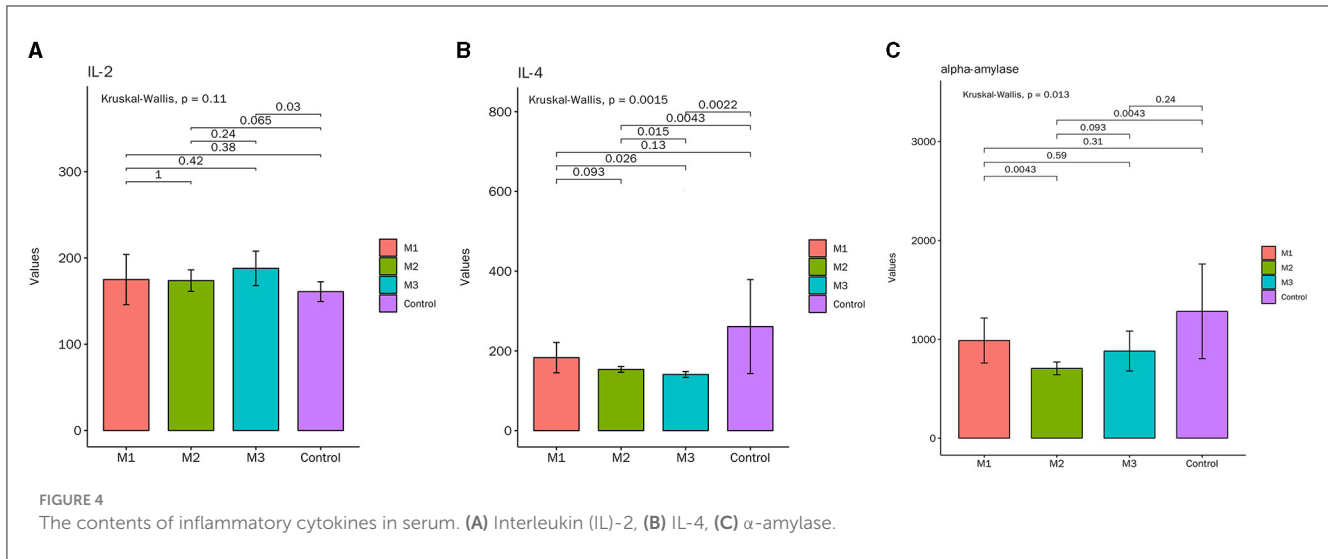 A
IL-2
Kruskal-Wallis, p = 0.11
0.03
0.065
0.24
0.38
0.42
1
300
200
100
0
Values
M1
M2
M3
Control
M1 M2 M3 Control
B
IL-4
Kruskal-Wallis, p = 0.0015
0.0022
0.0043
0.015
0.13
0.026
0.093
800
600
400
200
0
Values
M1
M2
M3
Control
M1 M2 M3 Control
C
alpha-amylase
Kruskal-Wallis, p = 0.013
0.24
0.0043
0.093
0.31
0.59
0.0043
3000
2000
1000
0
Values
M1
M2
M3
Control
M1 M2 M3 Control
FIGURE 4
The contents of inflammatory cytokines in serum. (A) Interleukin (IL)-2, (B) IL-4, (C) α-amylase.